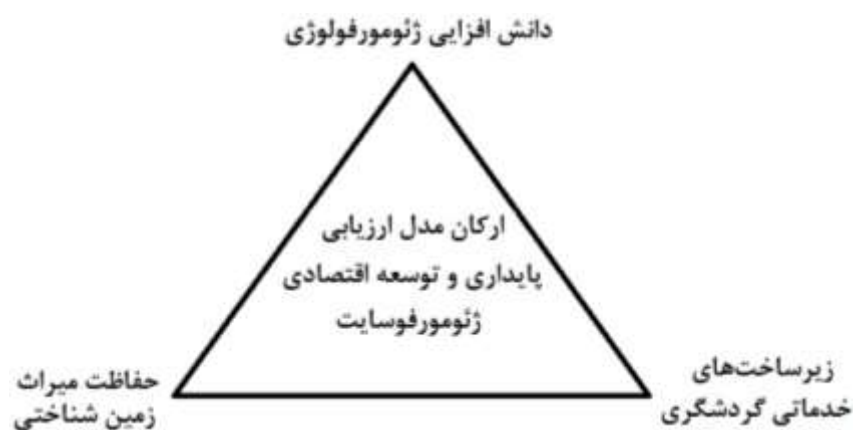 دانش افزایی ژئومورفولوژی
ارکان مدل ارزیابی
پایداری و توسعه اقتصادی
ژئومورفوسایت
زیرساخت‌های
خدماتی گردشگری
حفاظت میراث
زمین شناختی